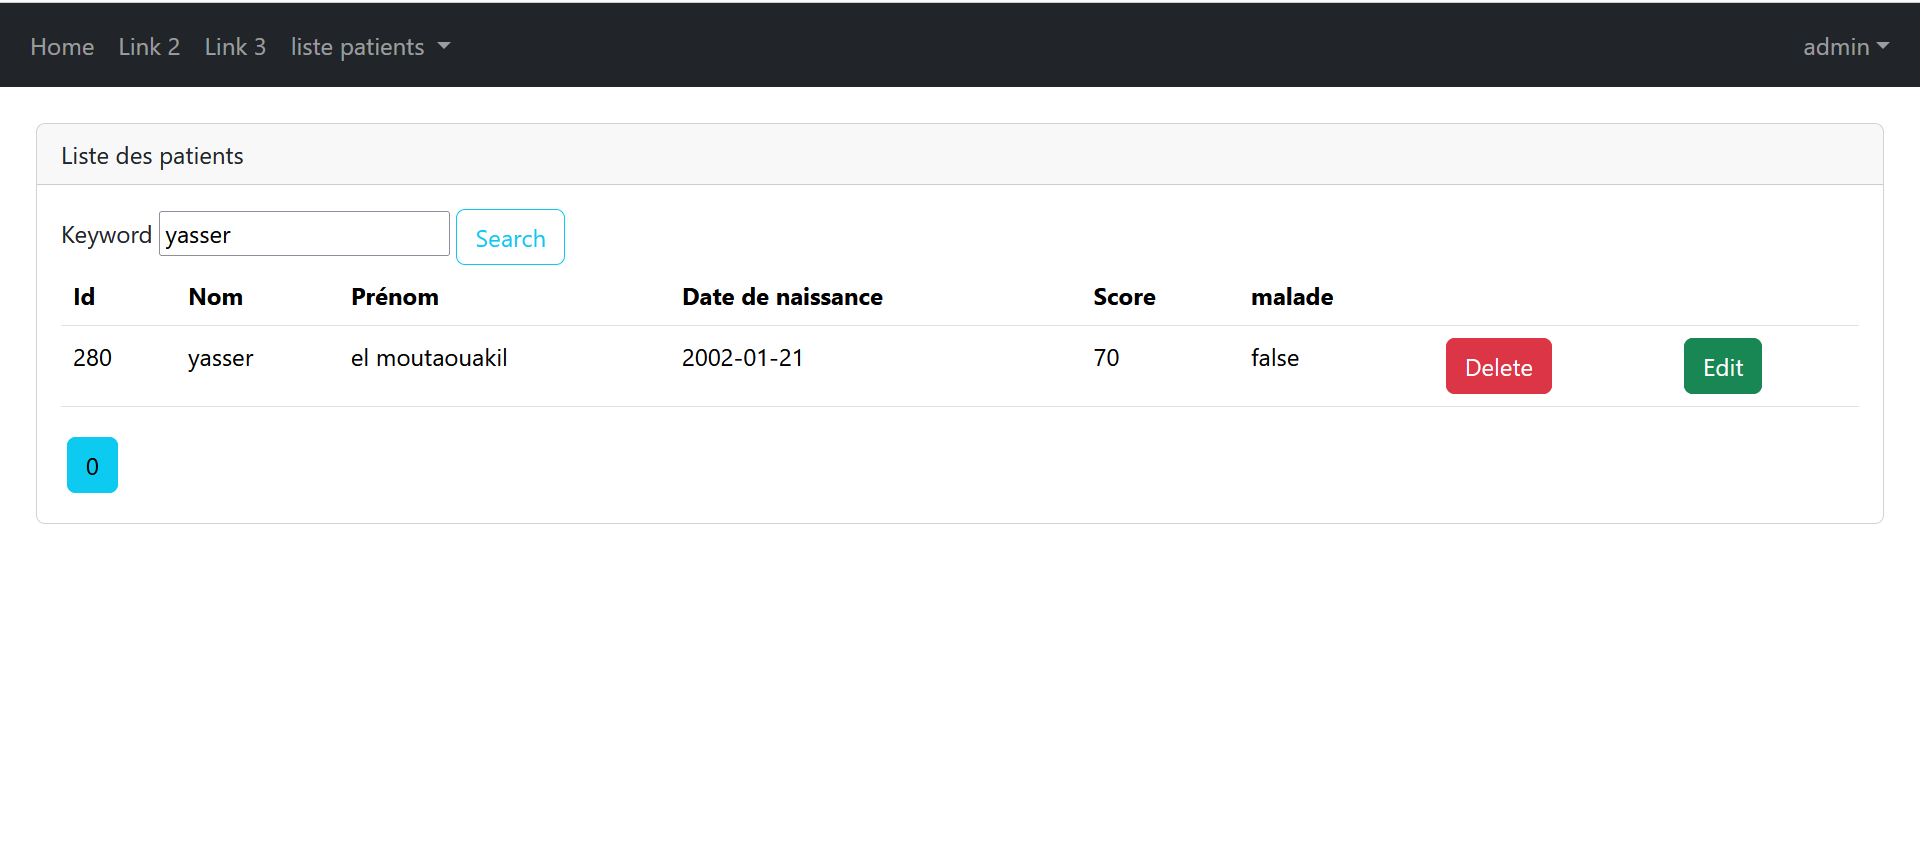 Home Link 2 Link 3 liste patients admin
Liste des patients
Keyword yasser Search
Id Nom Prénom Date de naissance Score malade
280 yasser el moutaouakil 2002-01-21 70 false Delete Edit
0